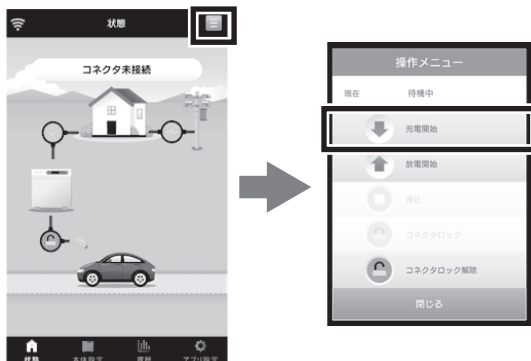 状態
コネクタ未接続
状態
本体設定
履歴
アプリ設定
操作メニュー
現在 待機中
充電開始
放電開始
停止
コネクタロック
コネクタロック解除
閉じる